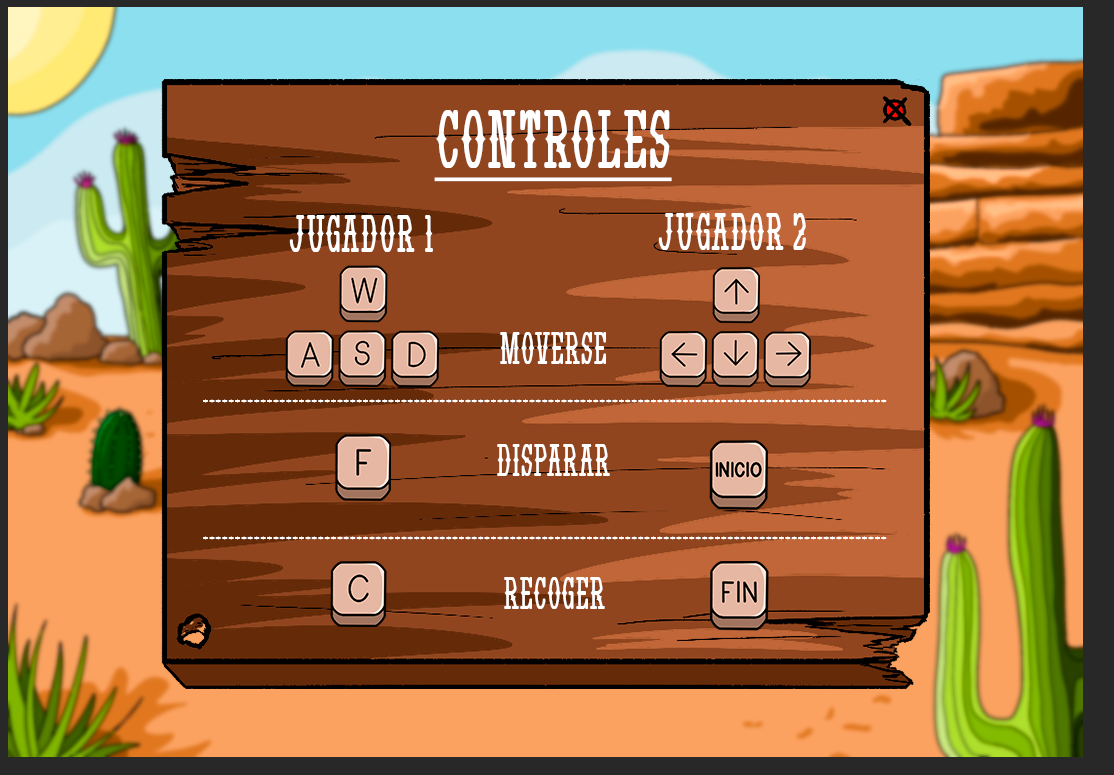 CONTROLES
JUGADOR 1
JUGADOR 2
W
↑
A S D
MOVERSE
← ↓ →
F
DISPARAR
INICIO
C
RECOGER
FIN